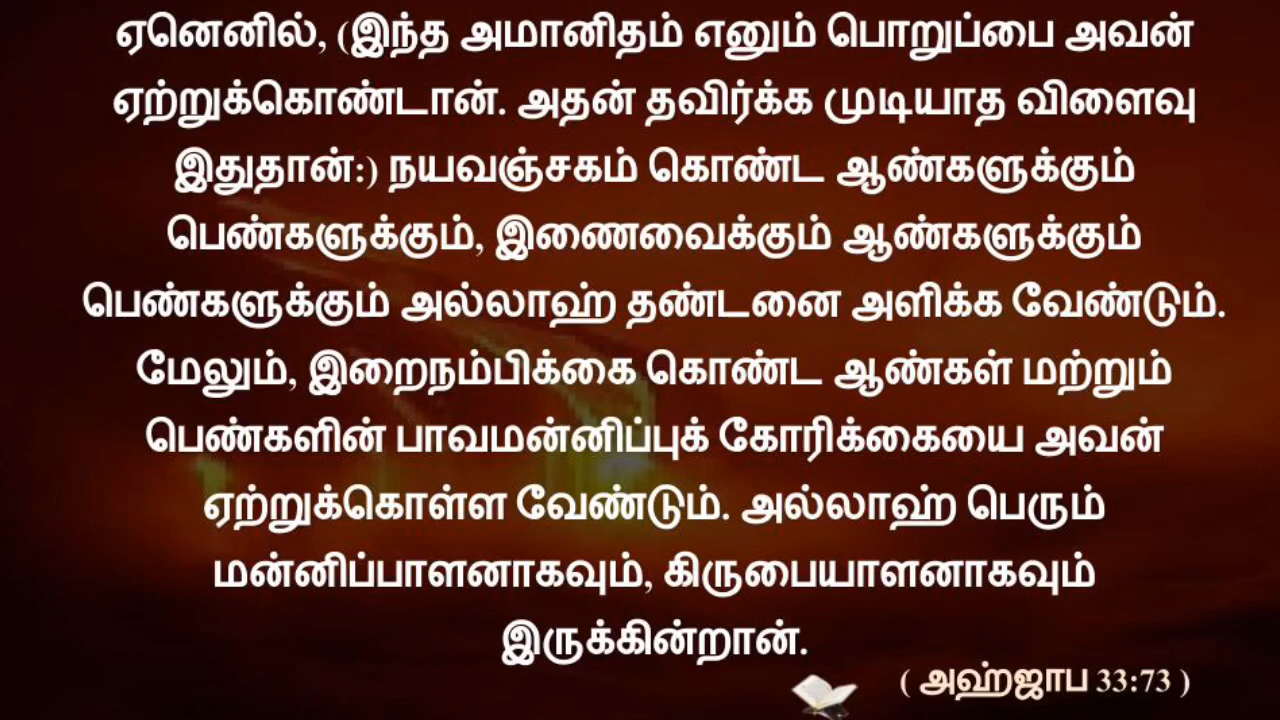 ஏனெனில், (இந்த அமானிதம் எனும் பொறுப்பை அவன்
ஏற்றுக்கொண்டான். அதன் தவிர்க்க முடியாத விளைவு
இதுதான்:) நயவஞ்சகம் கொண்ட ஆண்களுக்கும்
பெண்களுக்கும், இணைவைக்கும் ஆண்களுக்கும்
பெண்களுக்கும் அல்லாஹ் தண்டனை அளிக்க வேண்டும்.
மேலும், இறைநம்பிக்கை கொண்ட ஆண்கள் மற்றும்
பெண்களின் பாவமன்னிப்புக் கோரிக்கையை அவன்
ஏற்றுக்கொள்ள வேண்டும். அல்லாஹ் பெரும்
மன்னிப்பாளனாகவும், கிருபையாளனாகவும்
இருக்கின்றான்.
( அஹ்ஜாப 33:73 )